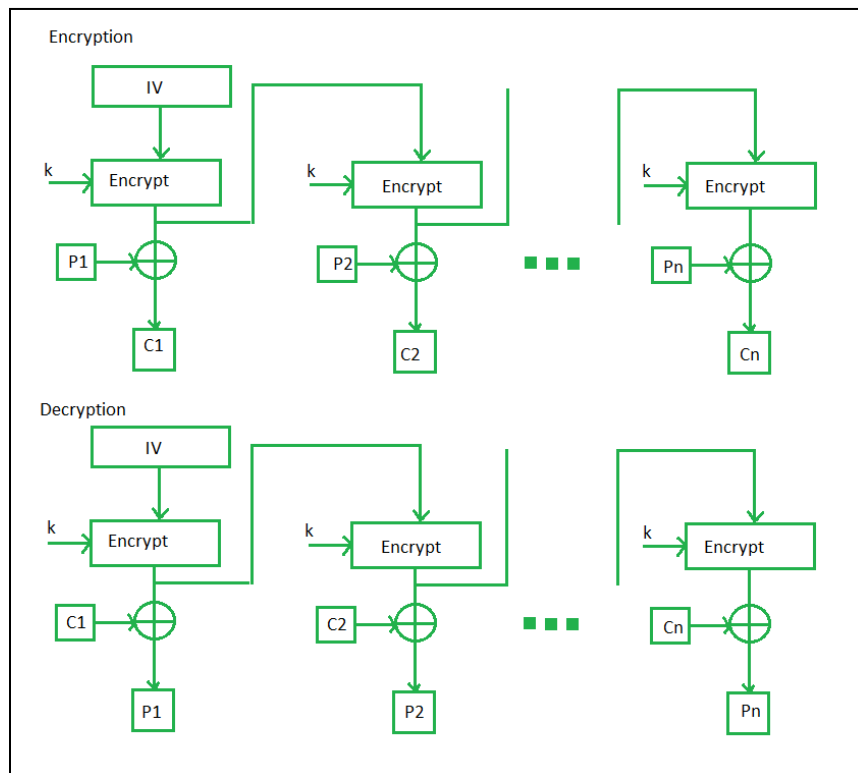 Encryption
IV
k Encrypt k Encrypt k Encrypt
P1 P2 Pn
C1 C2 Cn
Decryption
IV
k Encrypt k Encrypt k Encrypt
C1 C2 Cn
P1 P2 Pn